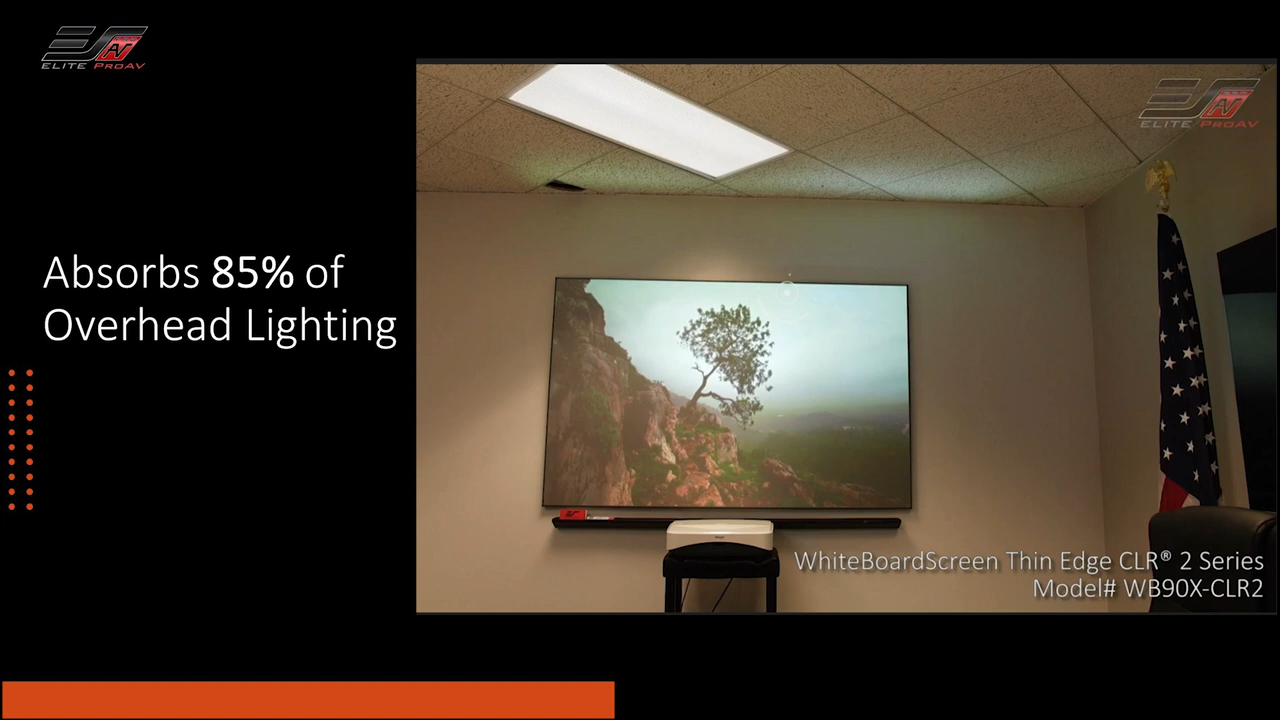 ELITE PROAV
Absorbs 85% of
Overhead Lighting
ELITE PROAV
WhiteBoardScreen Thin Edge CLR® 2 Series
Model# WB90X-CLR2